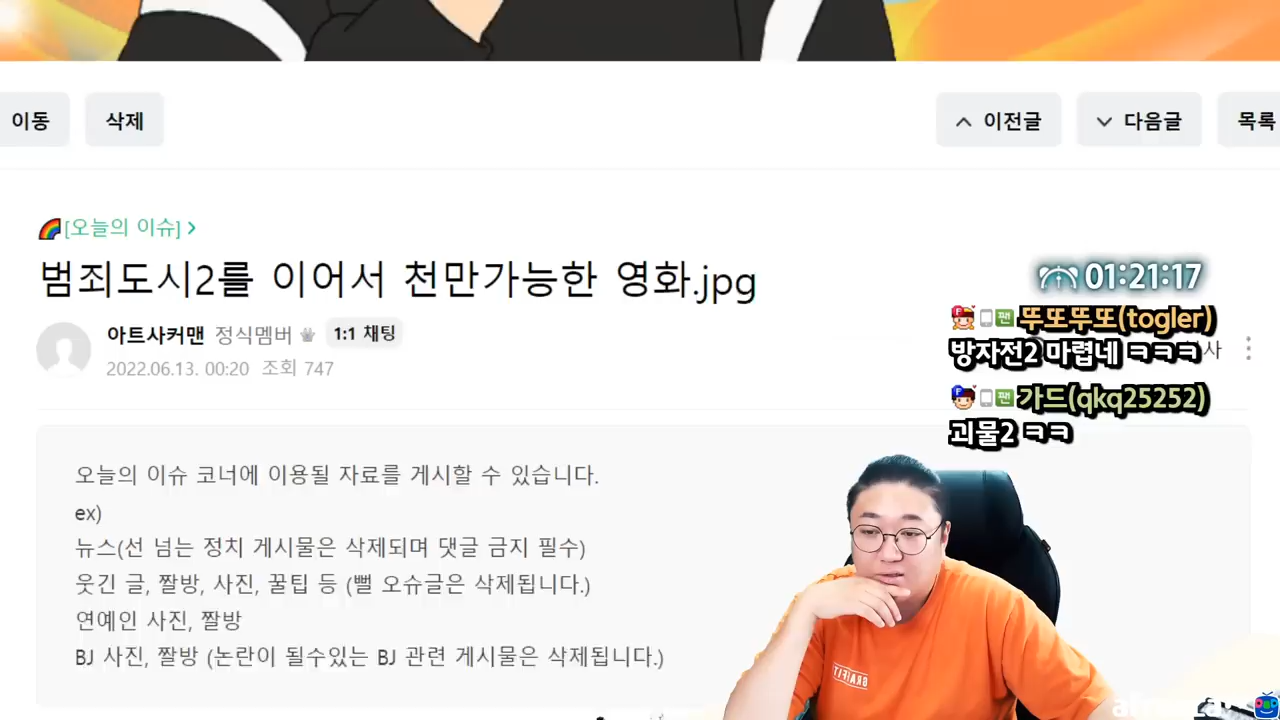 이동
삭제
이전글
다음글
목록
[오늘의 이슈]
범죄도시2를 이어서 천만가능한 영화.jpg
아트사커맨 정식멤버 1:1 채팅
2022.06.13. 00:20 조회 747
01:21:17
팬 뚜또뚜또(togler)
방자전2 마렵네 ㅋㅋㅋ
팬 가드(qkq25252)
괴물2 ㅋㅋ
오늘의 이슈 코너에 이용될 자료를 게시할 수 있습니다.
ex)
뉴스(선 넘는 정치 게시물은 삭제되며 댓글 금지 필수)
웃긴 글, 짤방, 사진, 꿀팁 등 (뻘 오슈글은 삭제됩니다.)
연예인 사진, 짤방
BJ 사진, 짤방 (논란이 될수있는 BJ 관련 게시물은 삭제됩니다.)
GRAFFIT